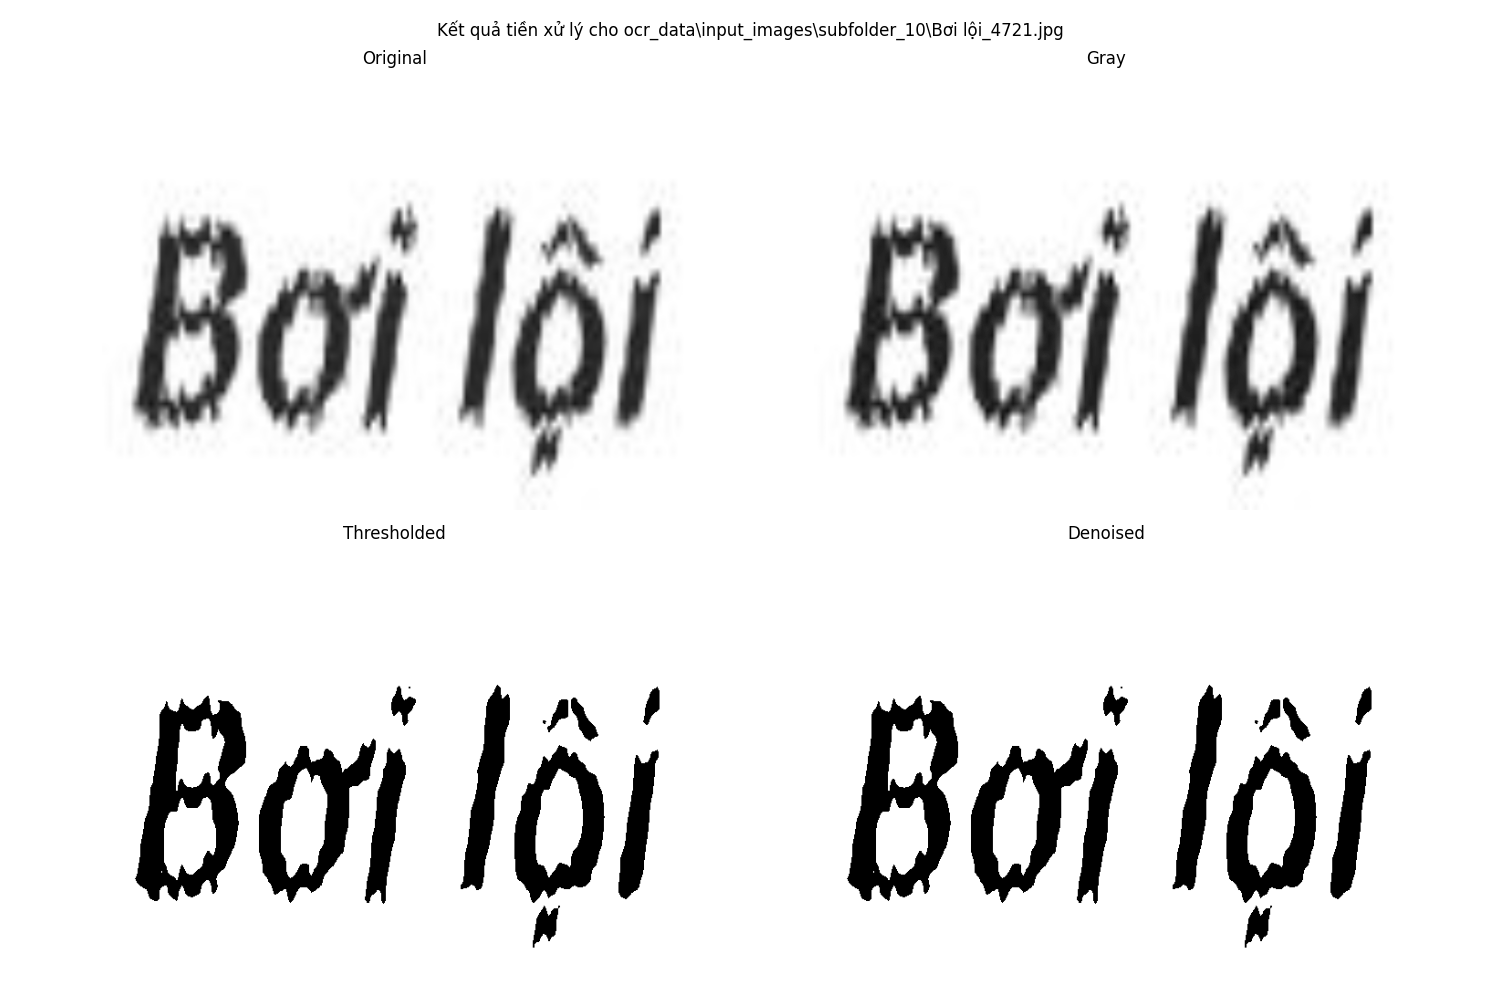 Kết quả tiền xử lý cho ocr_data\input_images\subfolder_10\Bơi lội_4721.jpg
Original
Gray
Bơi lội
Bơi lội
Thresholded
Denoised
Bơi lội
Bơi lội